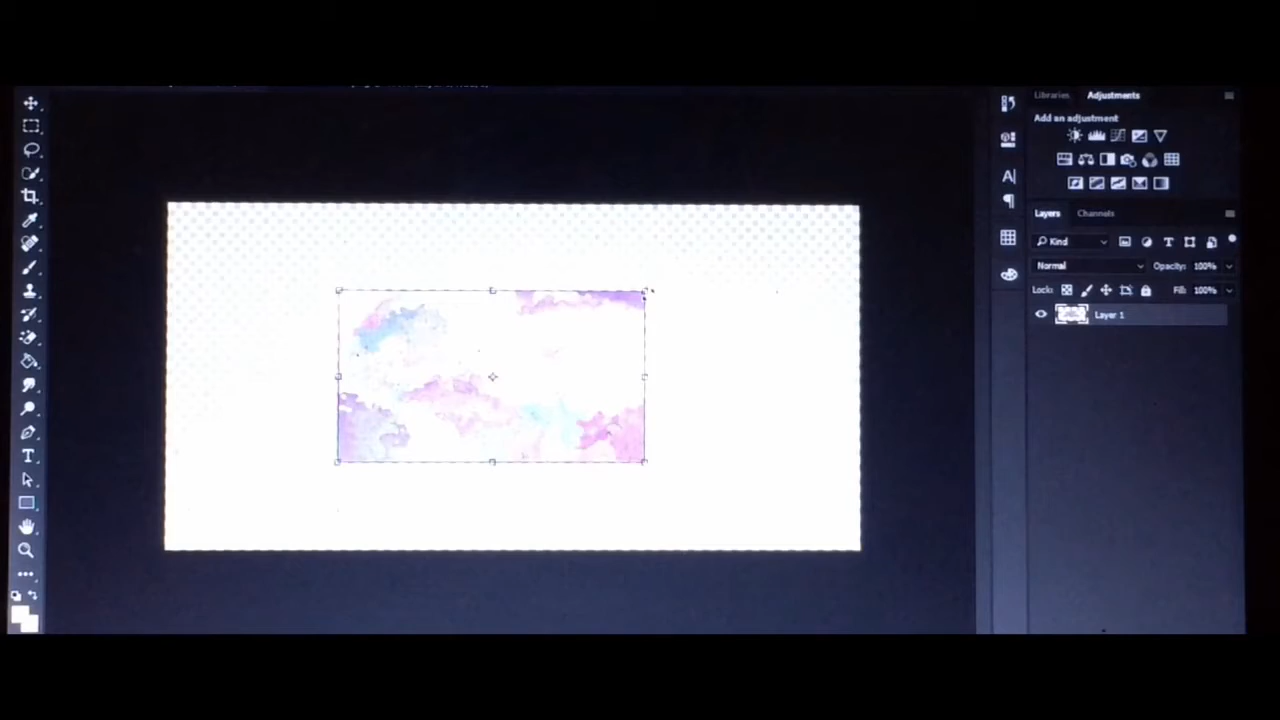 Libraries Adjustments
Add an adjustment
Layers Channels
Kind
Normal Opacity: 100%
Lock: Fill: 100%
Layer 1